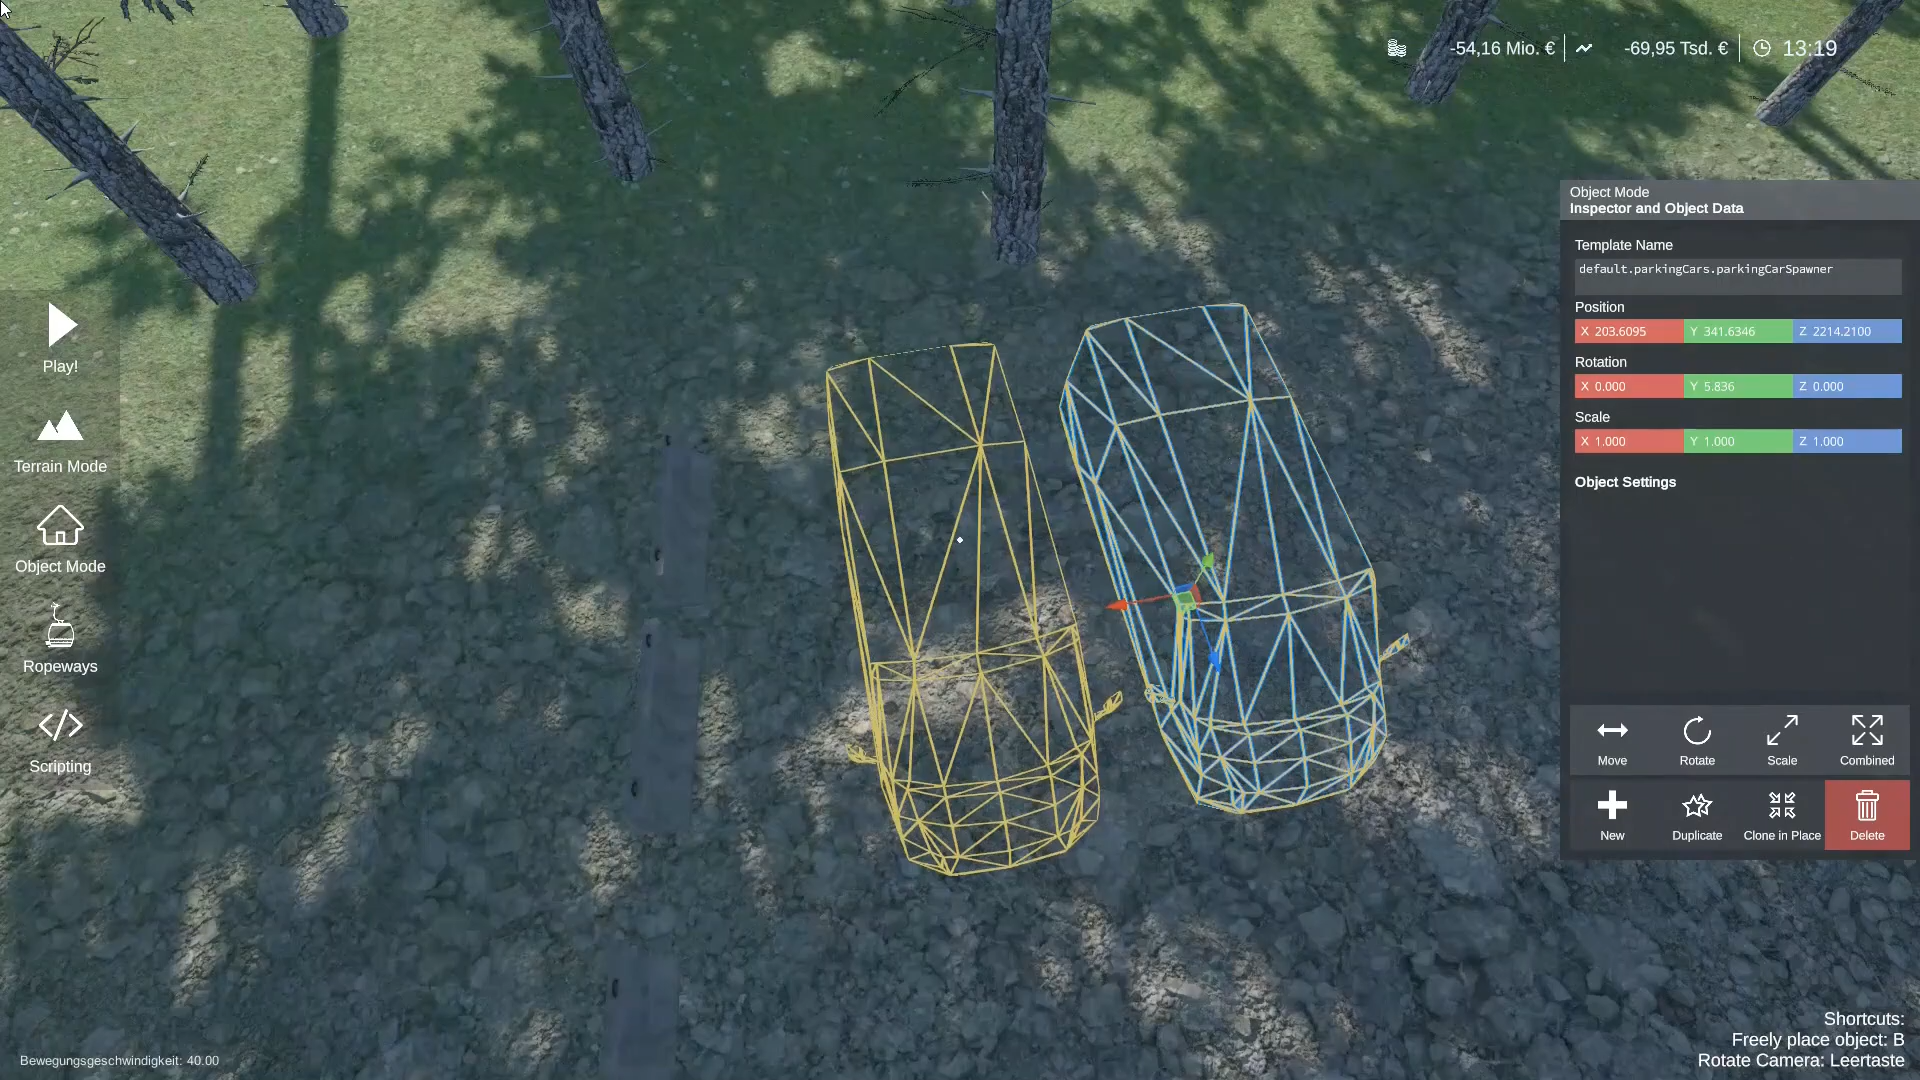 -54,16 Mio. €
-69,95 Tsd. €
13:19
Object Mode
Inspector and Object Data
Template Name
default.parkingCars.parkingCarSpawner
Position
X 203.6095 Y 341.6346 Z 2214.2100
Rotation
X 0.000 Y 5.836 Z 0.000
Scale
X 1.000 Y 1.000 Z 1.000
Object Settings
Play!
Terrain Mode
Object Mode
Ropeways
Scripting
Move Rotate Scale Combined
New Duplicate Clone in Place Delete
Shortcuts:
Freely place object: B
Rotate Camera: Leertaste
Bewegungsgeschwindigkeit: 40.00